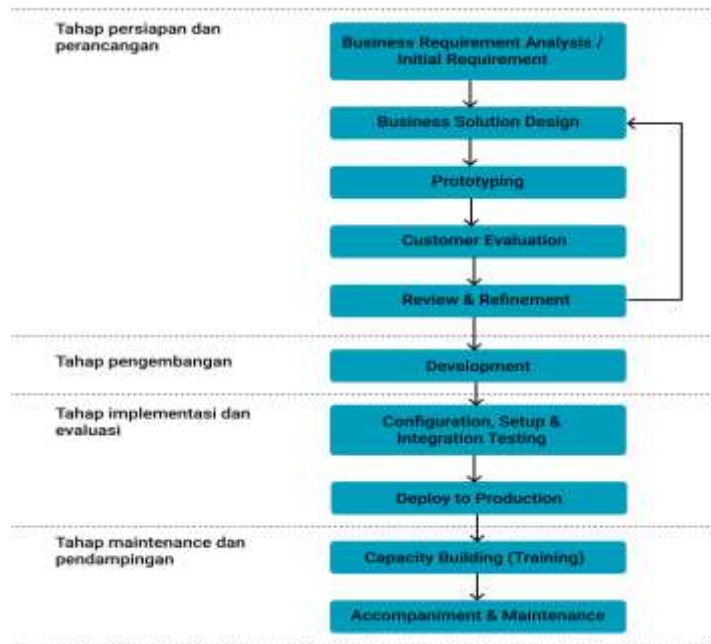 Tahap persiapan dan
perancangan
Business Requirement Analysis /
Initial Requirement
Business Solution Design
Prototyping
Customer Evaluation
Review & Refinement
Tahap pengembangan
Development
Tahap implementasi dan
evaluasi
Configuration, Setup &
Integration Testing
Deploy to Production
Tahap maintenance dan
pendampingan
Capacity Building (Training)
Accompaniment & Maintenance